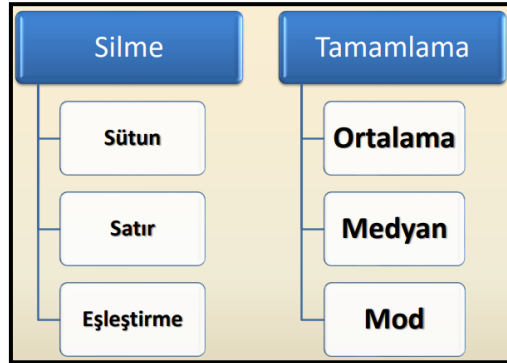 Silme
Sütun
Satır
Eşleştirme
Tamamlama
Ortalama
Medyan
Mod